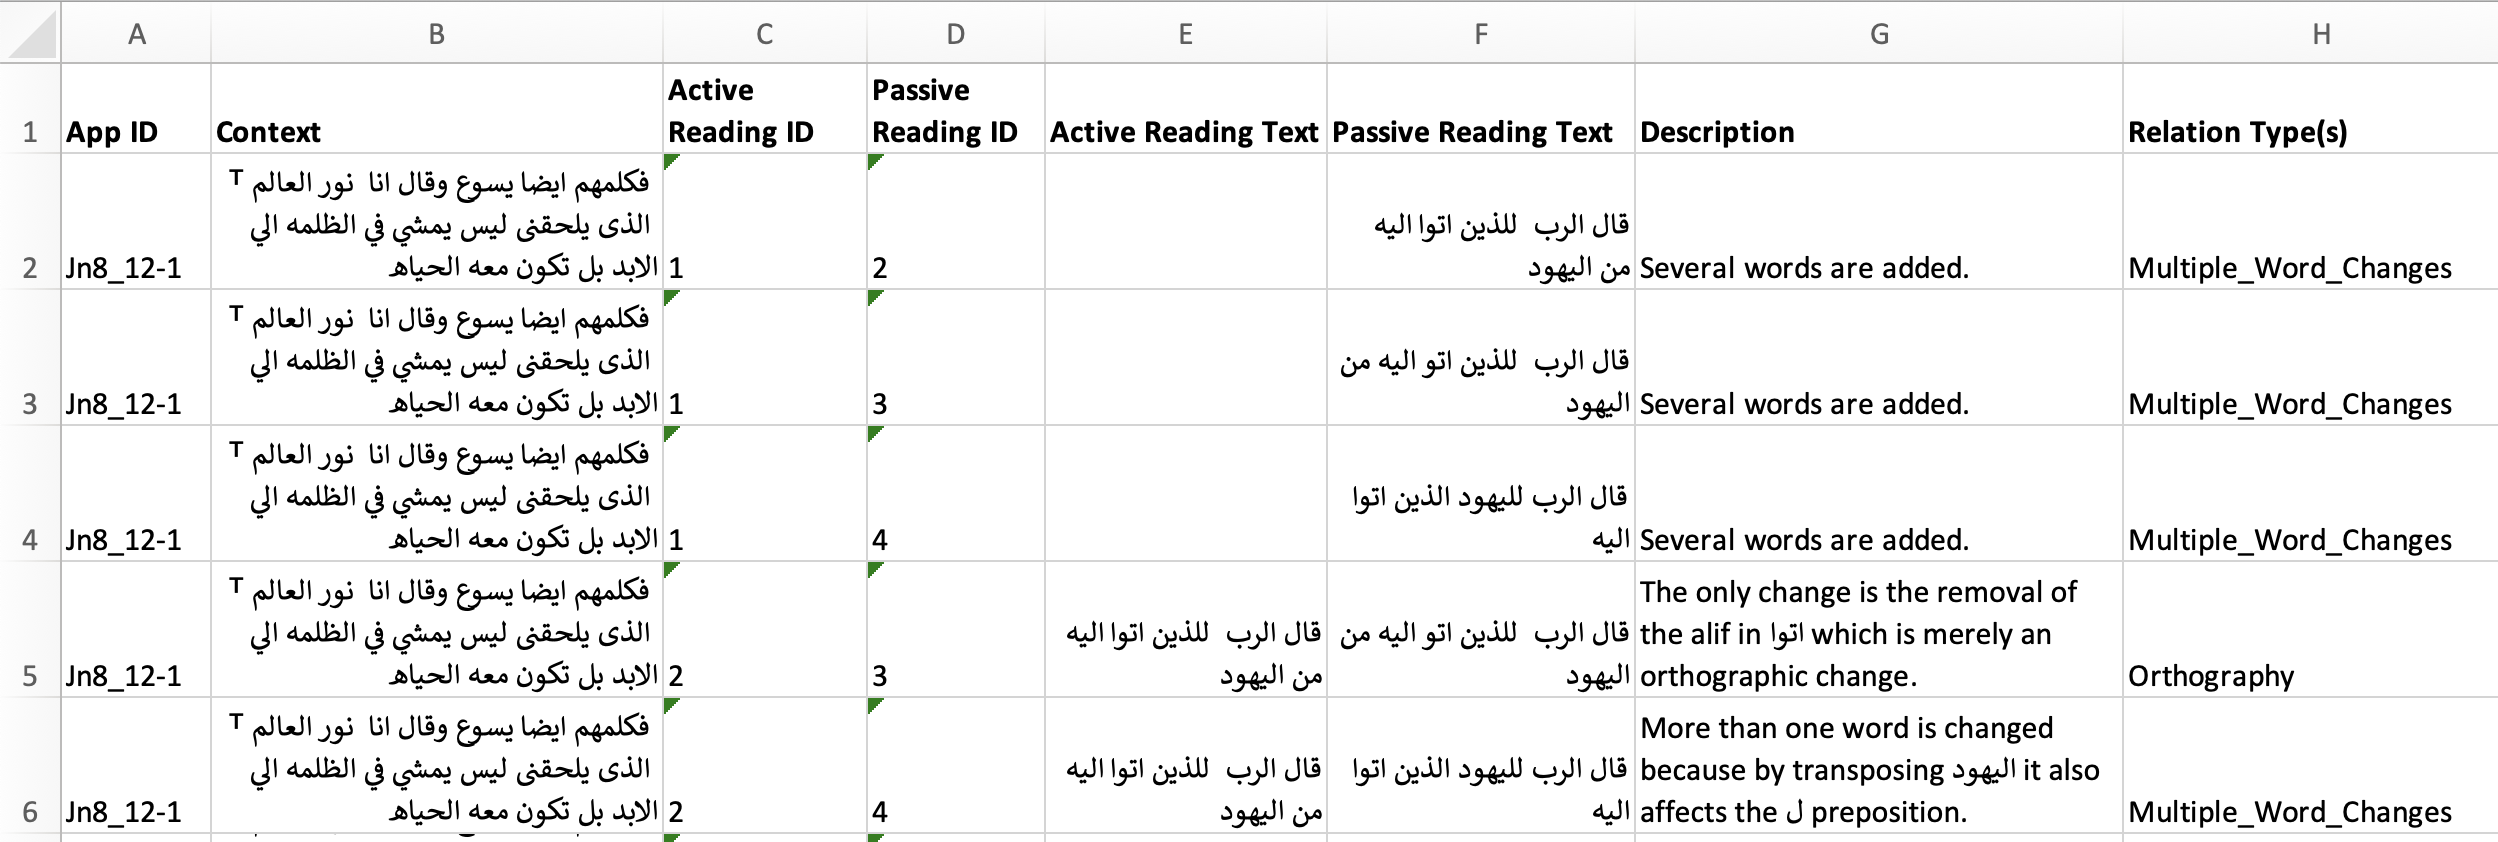 A B C D E F G H
1 App ID Context Active Reading ID Passive Reading ID Active Reading Text Passive Reading Text Description Relation Type(s)
فكلمهم ايضا يسوع وقال انا  نور العالم ⸆
الذى يلحقنى ليس يمشي في الظلمه الي
الابد بل تكون معه الحياه
قال الرب  للذين اتوا اليه
من اليهود
2 Jn8_12-1 1 2 Several words are added. Multiple_Word_Changes
فكلمهم ايضا يسوع وقال انا  نور العالم ⸆
الذى يلحقنى ليس يمشي في الظلمه الي
الابد بل تكون معه الحياه
قال الرب  للذين اتو اليه من
اليهود
3 Jn8_12-1 1 3 Several words are added. Multiple_Word_Changes
فكلمهم ايضا يسوع وقال انا  نور العالم ⸆
الذى يلحقنى ليس يمشي في الظلمه الي
الابد بل تكون معه الحياه
قال الرب لليهود الذين اتوا
اليه
4 Jn8_12-1 1 4 Several words are added. Multiple_Word_Changes
فكلمهم ايضا يسوع وقال انا  نور العالم ⸆
الذى يلحقنى ليس يمشي في الظلمه الي
الابد بل تكون معه الحياه
قال الرب  للذين اتوا اليه
من اليهود
قال الرب  للذين اتو اليه من
اليهود
The only change is the removal of
the alif in اتوا which is merely an
orthographic change.
5 Jn8_12-1 2 3 Orthography
فكلمهم ايضا يسوع وقال انا  نور العالم ⸆
الذى يلحقنى ليس يمشي في الظلمه الي
الابد بل تكون معه الحياه
قال الرب  للذين اتوا اليه
من اليهود
قال الرب لليهود الذين اتوا
اليه
More than one word is changed
because by transposing اليهود it also
affects the ل preposition.
6 Jn8_12-1 2 4 Multiple_Word_Changes